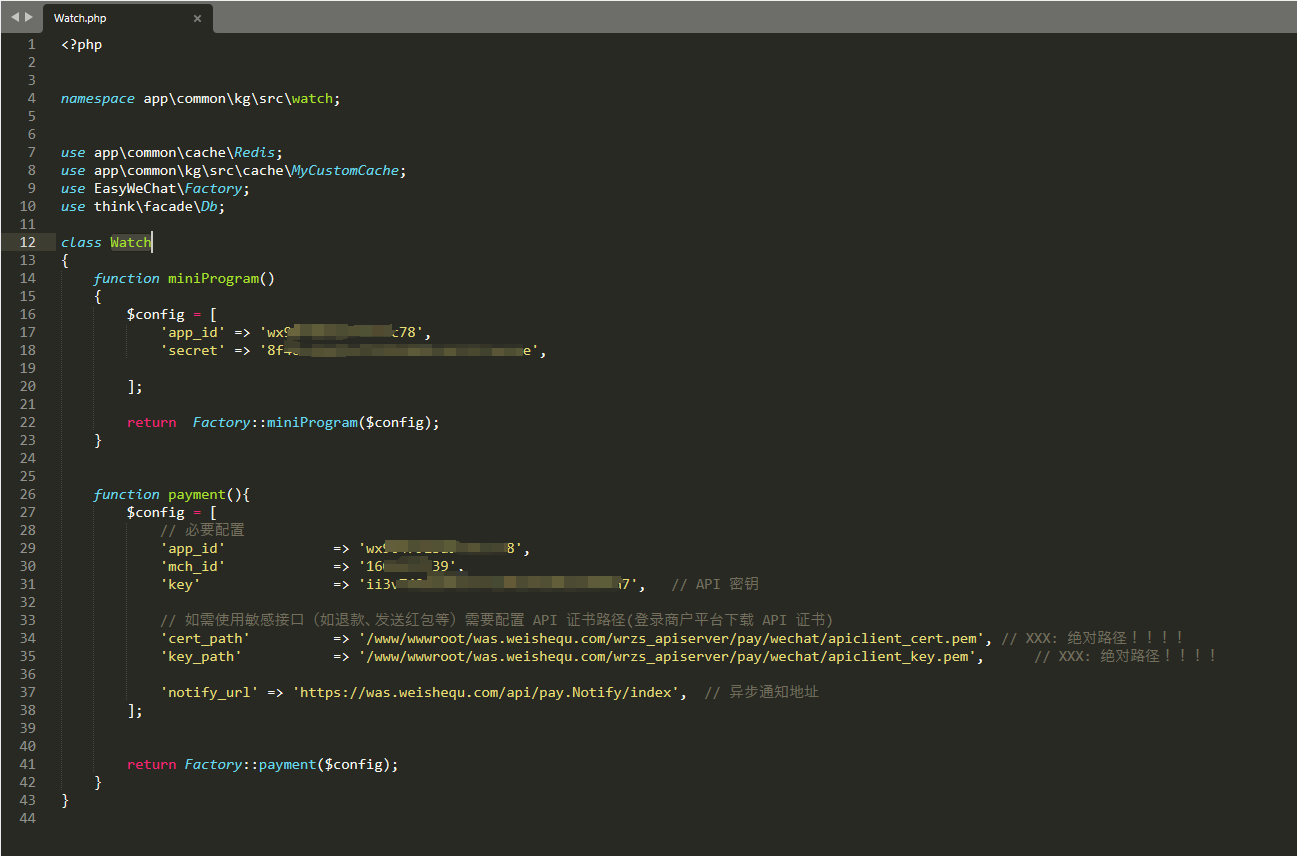 Watch.php ×
1 <?php
2
3
4 namespace app\common\kg\src\watch;
5
6
7 use app\common\cache\Redis;
8 use app\common\kg\src\cache\MyCustomCache;
9 use EasyWeChat\Factory;
10 use think\facade\Db;
11
12 class Watch
13 {
14 function miniProgram()
15 {
16 $config = [
17 'app_id' => 'wx c78',
18 'secret' => '8f e',
19
20 ];
21
22 return Factory::miniProgram($config);
23 }
24
25
26 function payment(){
27 $config = [
28 // 必要配置
29 'app_id' => 'wx 8',
30 'mch_id' => '16 39',
31 'key' => 'ii3v 7', // API 密钥
32
33 // 如需使用敏感接口（如退款、发送红包等）需要配置 API 证书路径(登录商户平台下载 API 证书)
34 'cert_path' => '/www/wwwroot/was.weishequ.com/wrzs_apiserver/pay/wechat/apiclient_cert.pem', // XXX: 绝对路径！！！！
35 'key_path' => '/www/wwwroot/was.weishequ.com/wrzs_apiserver/pay/wechat/apiclient_key.pem', // XXX: 绝对路径！！！！
36
37 'notify_url' => 'https://was.weishequ.com/api/pay.Notify/index', // 异步通知地址
38 ];
39
40
41 return Factory::payment($config);
42 }
43 }
44